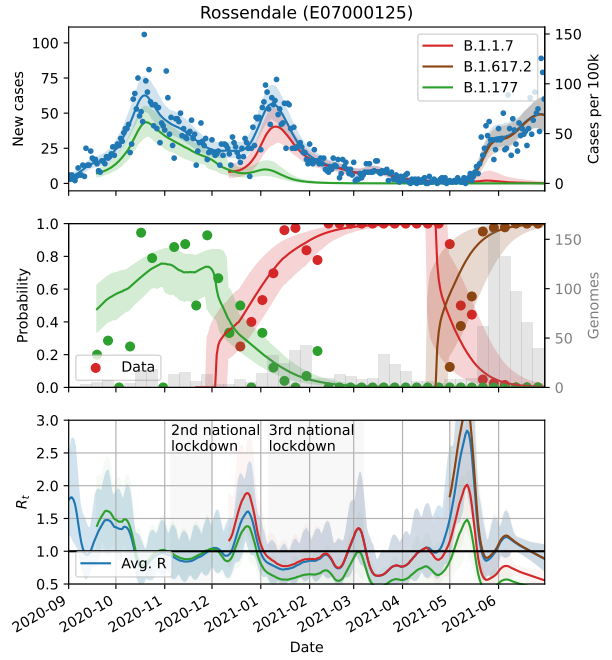 Rossendale (E07000125)
New cases
100
75
50
25
0
B.1.1.7
B.1.617.2
B.1.177
150
100
50
0
Cases per 100k
Probability
1.0
0.8
0.6
0.4
0.2
0.0
Data
150
100
50
0
Genomes
R_t
3.0
2.5
2.0
1.5
1.0
0.5
2nd national
lockdown
3rd national
lockdown
Avg. R
2020-09
2020-10
2020-11
2020-12
2021-01
2021-02
2021-03
2021-04
2021-05
2021-06
Date